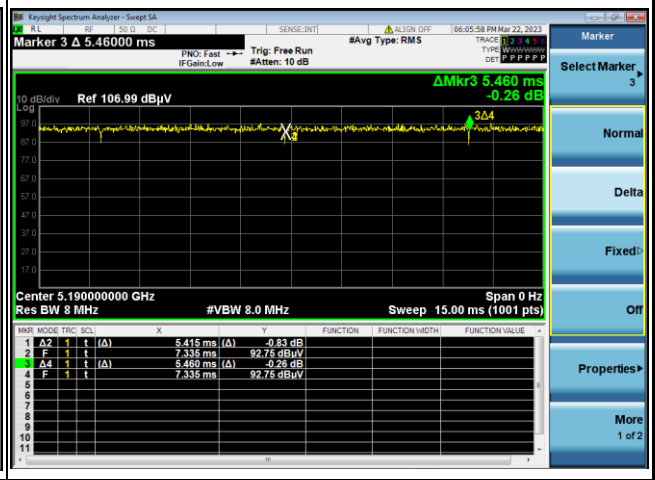 Keysight Spectrum Analyzer - Swept SA
RL RF 50 Ω DC SENSE:INT ALIGN OFF 06:05:58 PM Mar 22, 2023
Marker 3 Δ 5.46000 ms
PNO: Fast
IFGain:Low
Trig: Free Run
#Atten: 10 dB
#Avg Type: RMS
TRACE 1 2 3 4 5 6
TYPE WWWWWW
DET P P P P P P
ΔMkr3 5.460 ms
-0.26 dB
10 dB/div Ref 106.99 dBµV
Log
97.0
87.0
77.0
67.0
57.0
47.0
37.0
27.0
17.0
3Δ4
Center 5.190000000 GHz
Span 0 Hz
Res BW 8 MHz #VBW 8.0 MHz Sweep 15.00 ms (1001 pts)
MKR MODE TRC SCL X Y FUNCTION FUNCTION WIDTH FUNCTION VALUE
1 Δ2 1 t (Δ) 5.415 ms (Δ) -0.83 dB
2 F 1 t 7.335 ms 92.75 dBµV
3 Δ4 1 t (Δ) 5.460 ms (Δ) -0.26 dB
4 F 1 t 7.335 ms 92.75 dBµV
5
6
7
8
9
10
11
Marker
Select Marker
3
Normal
Delta
Fixed
Off
Properties
More
1 of 2